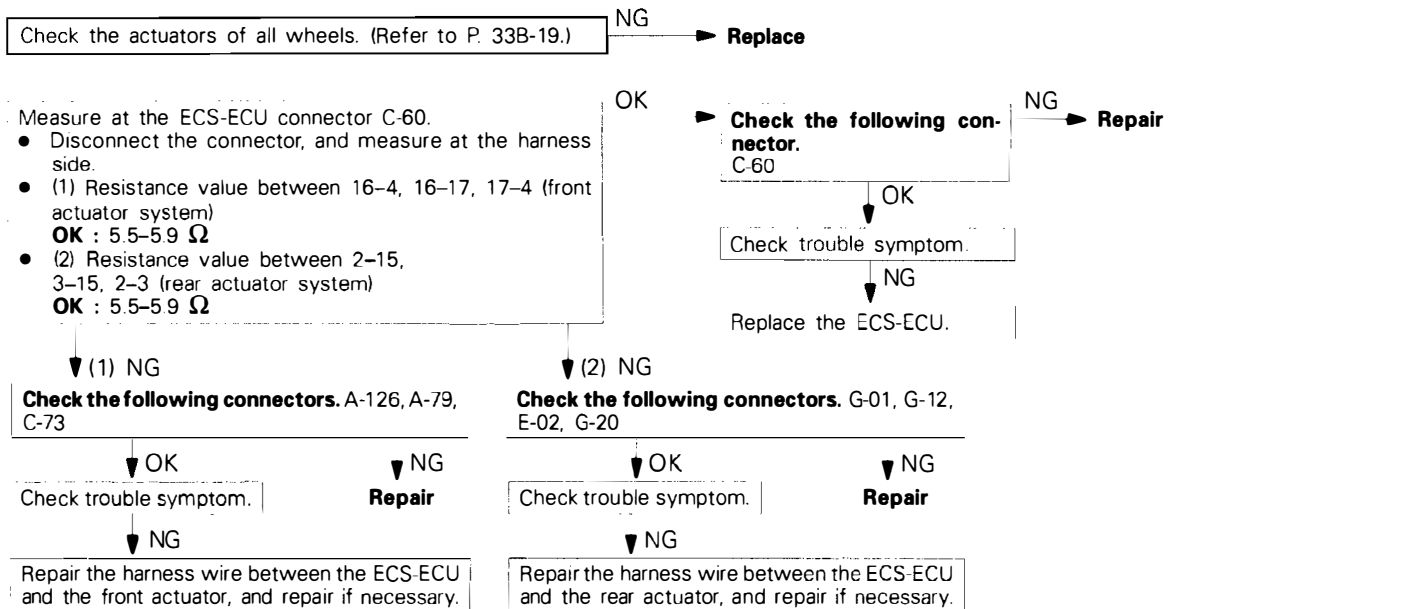 Check the actuators of all wheels. (Refer to P. 33B-19.)
NG
Replace
Measure at the ECS-ECU connector C-60.
● Disconnect the connector, and measure at the harness
side.
● (1) Resistance value between 16–4, 16–17, 17–4 (front
actuator system)
OK : 5.5–5.9 Ω
● (2) Resistance value between 2–15,
3–15, 2–3 (rear actuator system)
OK : 5.5–5.9 Ω
OK
Check the following con-
nector.
C-60
NG
Repair
OK
Check trouble symptom.
NG
Replace the ECS-ECU.
(1) NG
Check the following connectors. A-126, A-79,
C-73
OK
NG
Check trouble symptom.
Repair
NG
Repair the harness wire between the ECS-ECU
and the front actuator, and repair if necessary.
(2) NG
Check the following connectors. G-01, G-12,
E-02, G-20
OK
NG
Check trouble symptom.
Repair
NG
Repair the harness wire between the ECS-ECU
and the rear actuator, and repair if necessary.